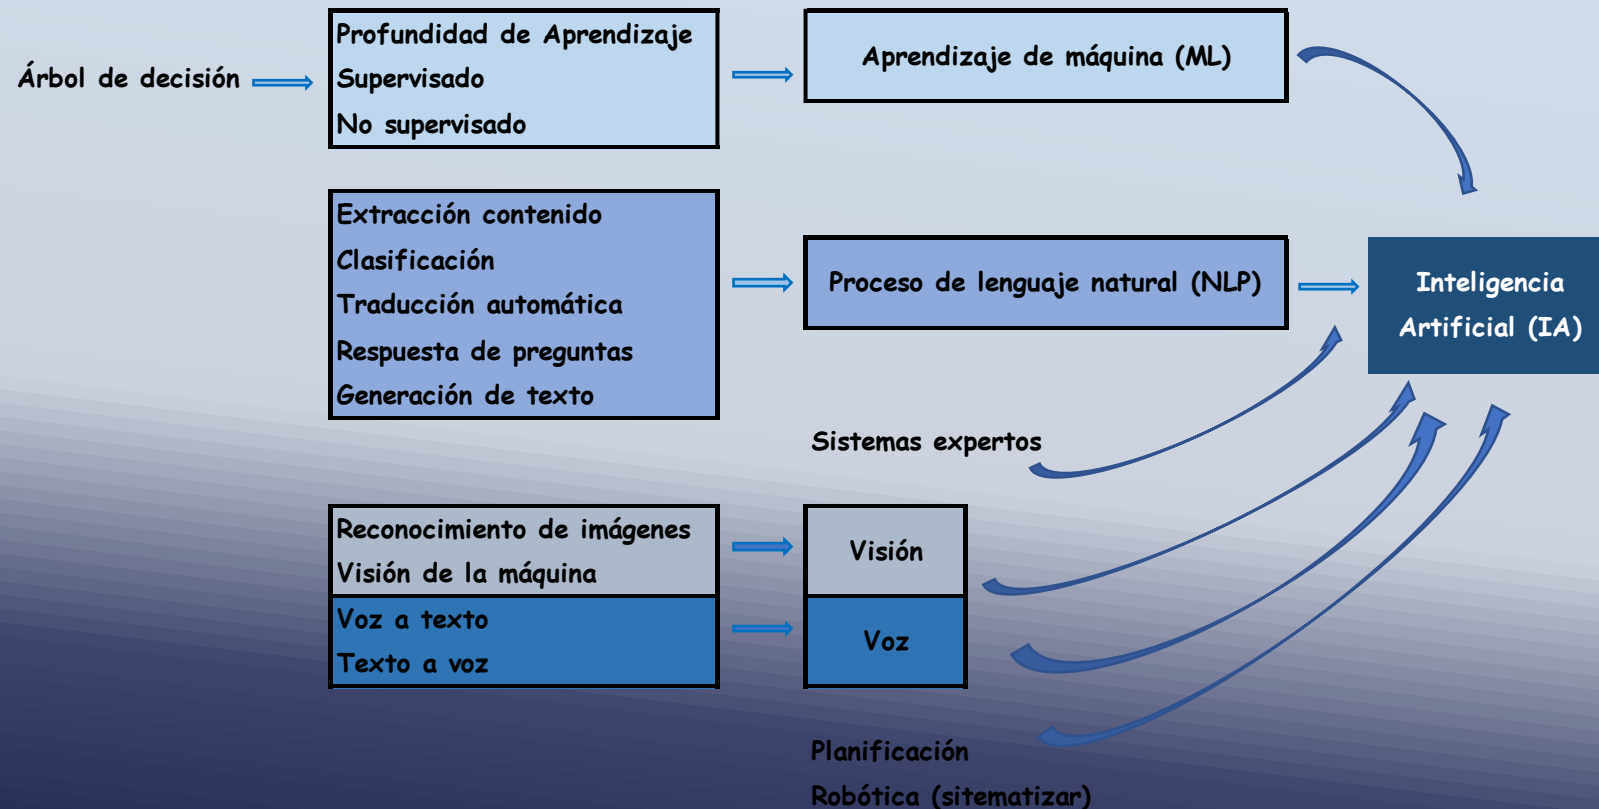 Árbol de decisión
Profundidad de Aprendizaje
Supervisado
No supervisado
Aprendizaje de máquina (ML)
Extracción contenido
Clasificación
Traducción automática
Respuesta de preguntas
Generación de texto
Proceso de lenguaje natural (NLP)
Inteligencia
Artificial (IA)
Sistemas expertos
Reconocimiento de imágenes
Visión de la máquina
Visión
Voz a texto
Texto a voz
Voz
Planificación
Robótica (sitematizar)